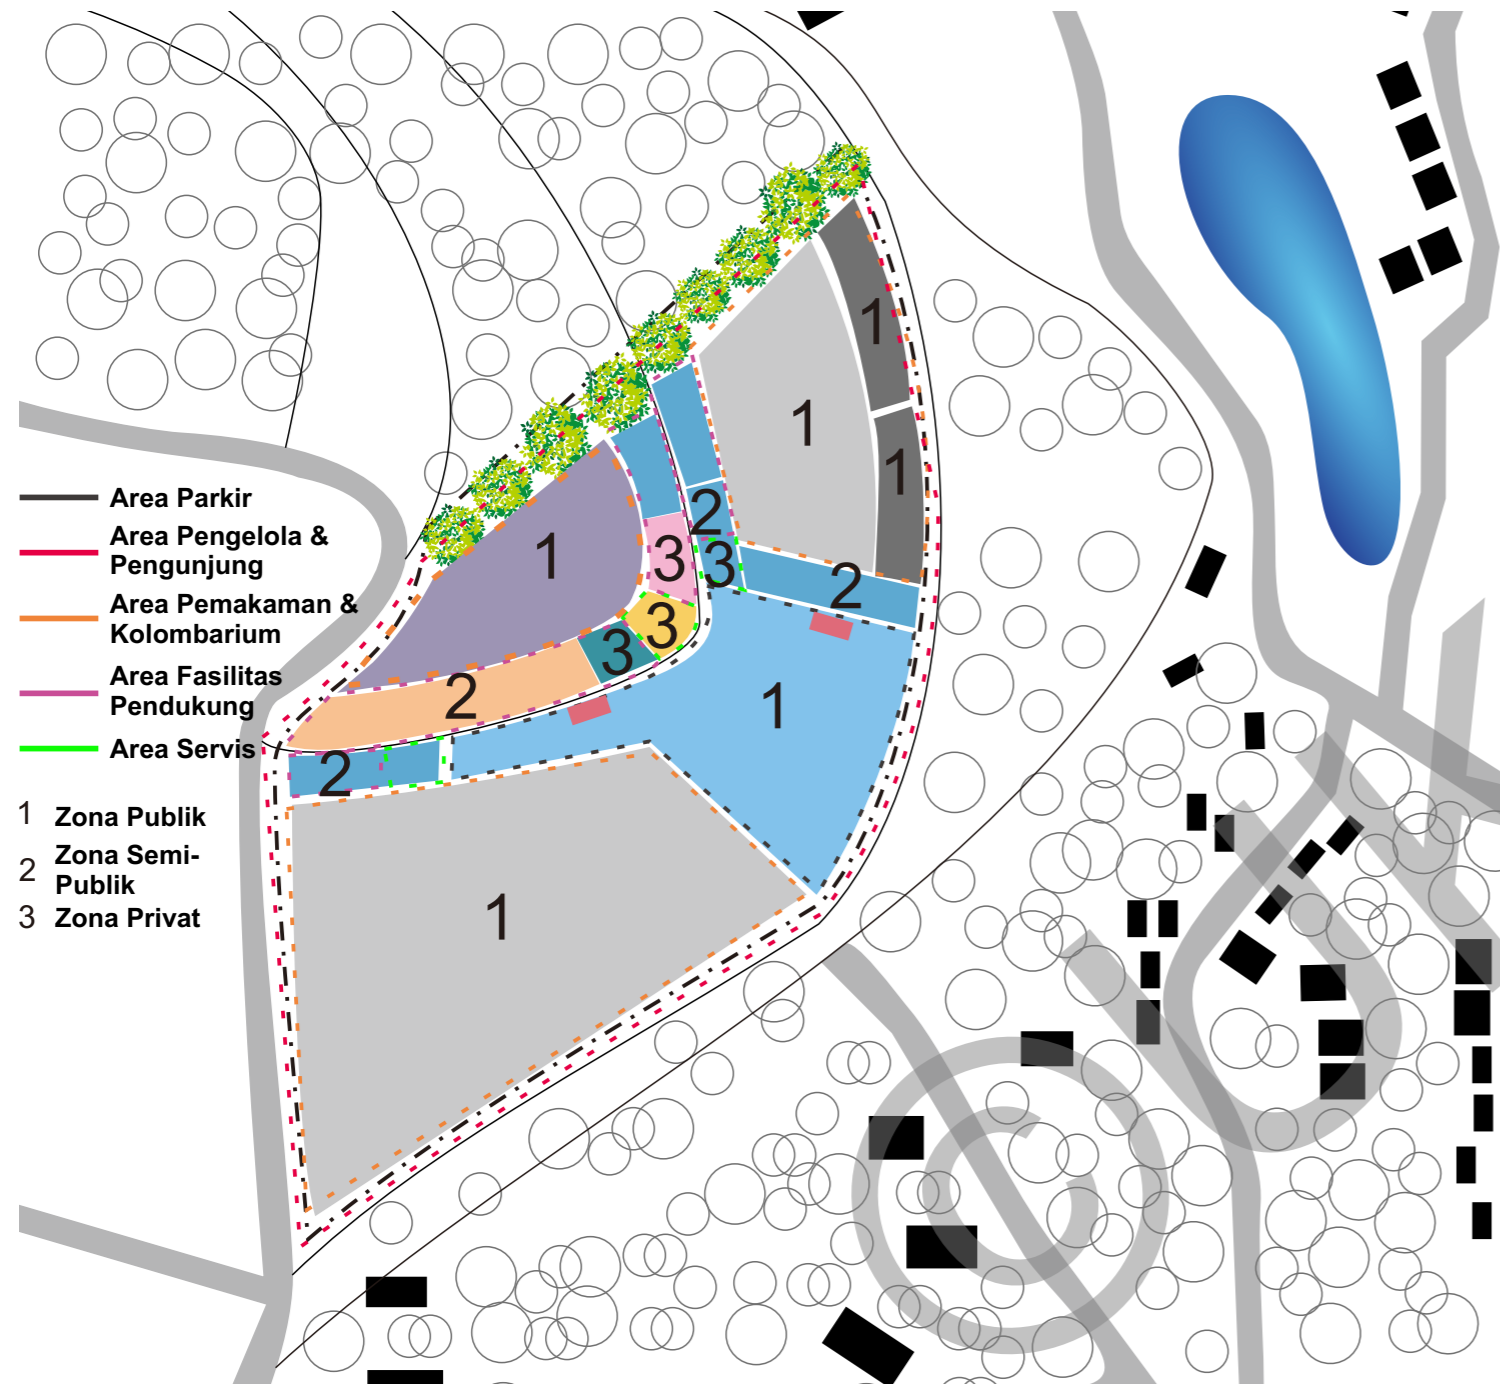 Area Parkir
Area Pengelola &
Pengunjung
Area Pemakaman &
Kolombarium
Area Fasilitas
Pendukung
Area Servis
1 Zona Publik
2 Zona Semi-
Publik
3 Zona Privat
1
1
1
1
2
3
3
2
3
3
2
1
2
1